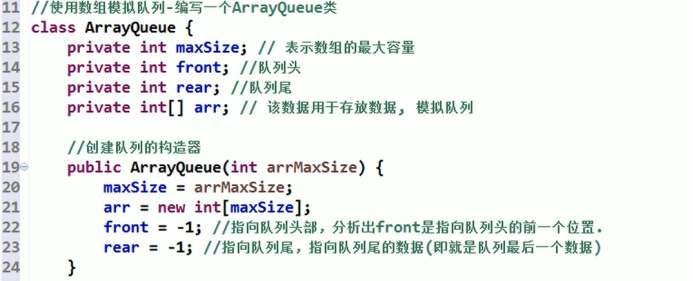 11 //使用数组模拟队列-编写一个ArrayQueue类
12 class ArrayQueue {
13 private int maxSize; // 表示数组的最大容量
14 private int front; //队列头
15 private int rear; //队列尾
16 private int[] arr; // 该数据用于存放数据, 模拟队列
17
18 //创建队列的构造器
19 public ArrayQueue(int arrMaxSize) {
20 maxSize = arrMaxSize;
21 arr = new int[maxSize];
22 front = -1; //指向队列头部，分析出front是指向队列头的前一个位置.
23 rear = -1; //指向队列尾，指向队列尾的数据(即就是队列最后一个数据)
24 }